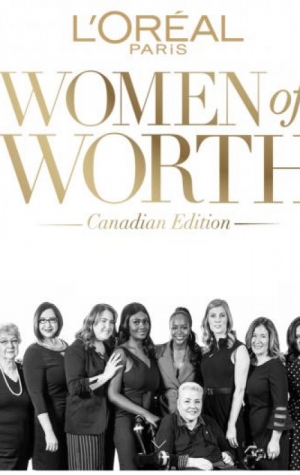 L'ORÉAL
PARIS
WOMEN of
WORTH
Canadian Edition